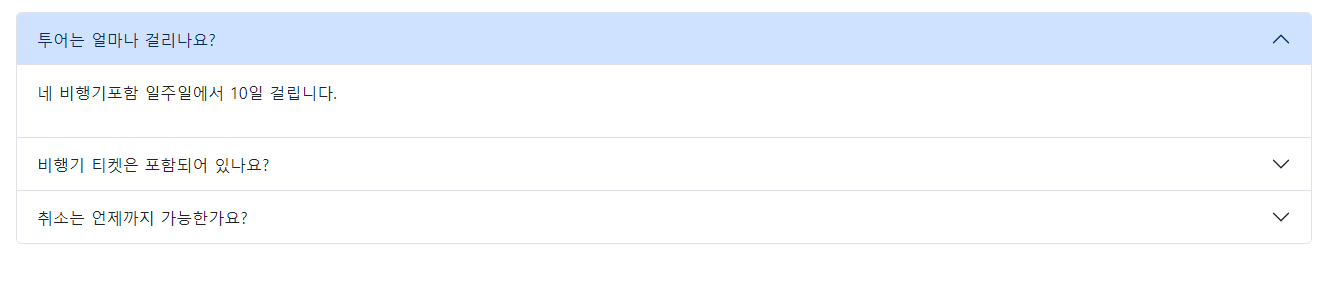 투어는 얼마나 걸리나요?
네 비행기포함 일주일에서 10일 걸립니다.
비행기 티켓은 포함되어 있나요?
취소는 언제까지 가능한가요?